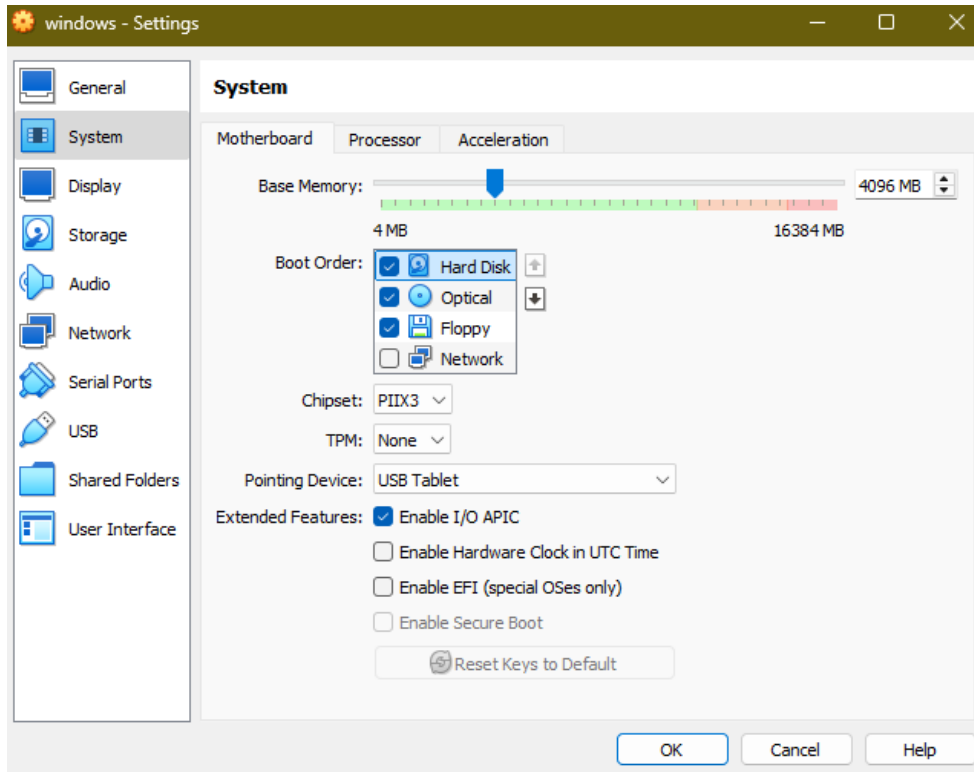 windows - Settings
General
System
Display
Storage
Audio
Network
Serial Ports
USB
Shared Folders
User Interface
System
Motherboard Processor Acceleration
Base Memory: 4096 MB
4 MB 16384 MB
Boot Order: Hard Disk
Optical
Floppy
Network
Chipset: PIIX3
TPM: None
Pointing Device: USB Tablet
Extended Features: Enable I/O APIC
Enable Hardware Clock in UTC Time
Enable EFI (special OSes only)
Enable Secure Boot
Reset Keys to Default
OK Cancel Help